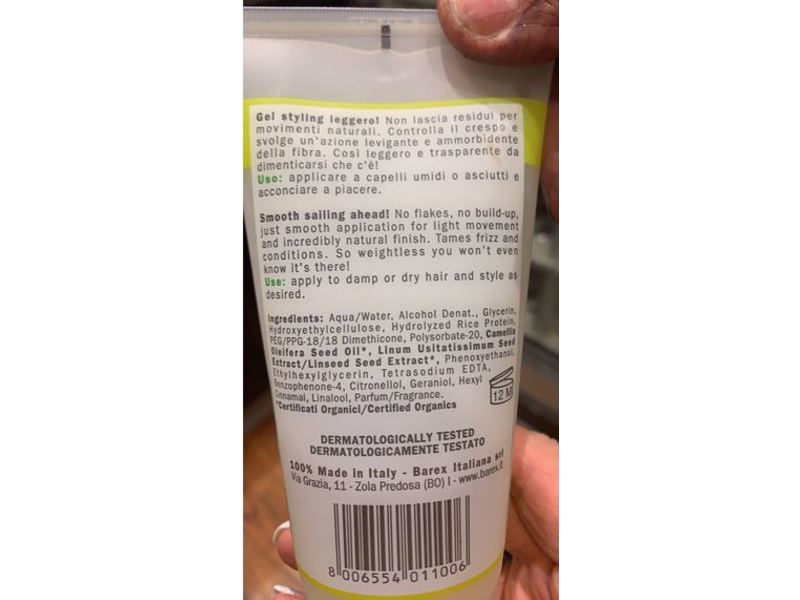 Gel styling leggero! Non lascia residui per
movimenti naturali. Controlla il crespo e
svolge un'azione levigante e ammorbidente
della fibra. Così leggero e trasparente da
dimenticarsi che c'è!
Uso: applicare a capelli umidi o asciutti e
acconciare a piacere.
Smooth sailing ahead! No flakes, no build-up,
just smooth application for light movement
and incredibly natural finish. Tames frizz and
conditions. So weightless you won't even
know it's there!
Use: apply to damp or dry hair and style as
desired.
Ingredients: Aqua/Water, Alcohol Denat., Glycerin,
Hydroxyethylcellulose, Hydrolyzed Rice Protein,
PEG/PPG-18/18 Dimethicone, Polysorbate-20, Camellia
Oleifera Seed Oil*, Linum Usitatissimum Seed
Extract/Linseed Seed Extract*, Phenoxyethanol,
Ethylhexylglycerin, Tetrasodium EDTA,
Benzophenone-4, Citronellol, Geraniol, Hexyl
Cinnamal, Linalool, Parfum/Fragrance.
*Certificati Organici/Certified Organics
12 M
DERMATOLOGICALLY TESTED
DERMATOLOGICAMENTE TESTATO
100% Made in Italy - Barex Italiana srl
Via Grazia, 11 - Zola Predosa (BO) I - www.barex.it
8 006554 011006